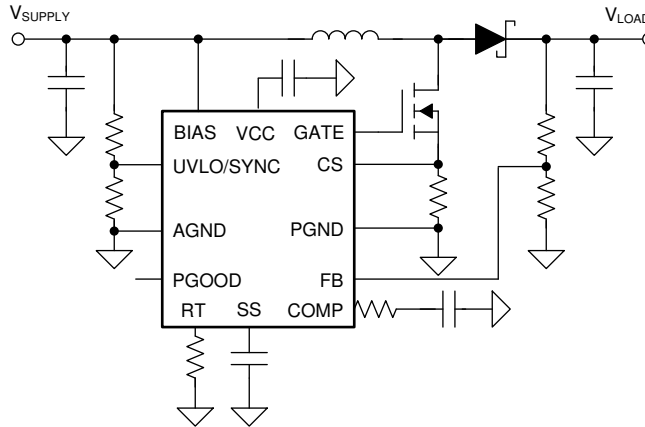 VSUPPLY
VLOAD
BIAS VCC GATE
UVLO/SYNC CS
AGND PGND
PGOOD FB
RT SS COMP